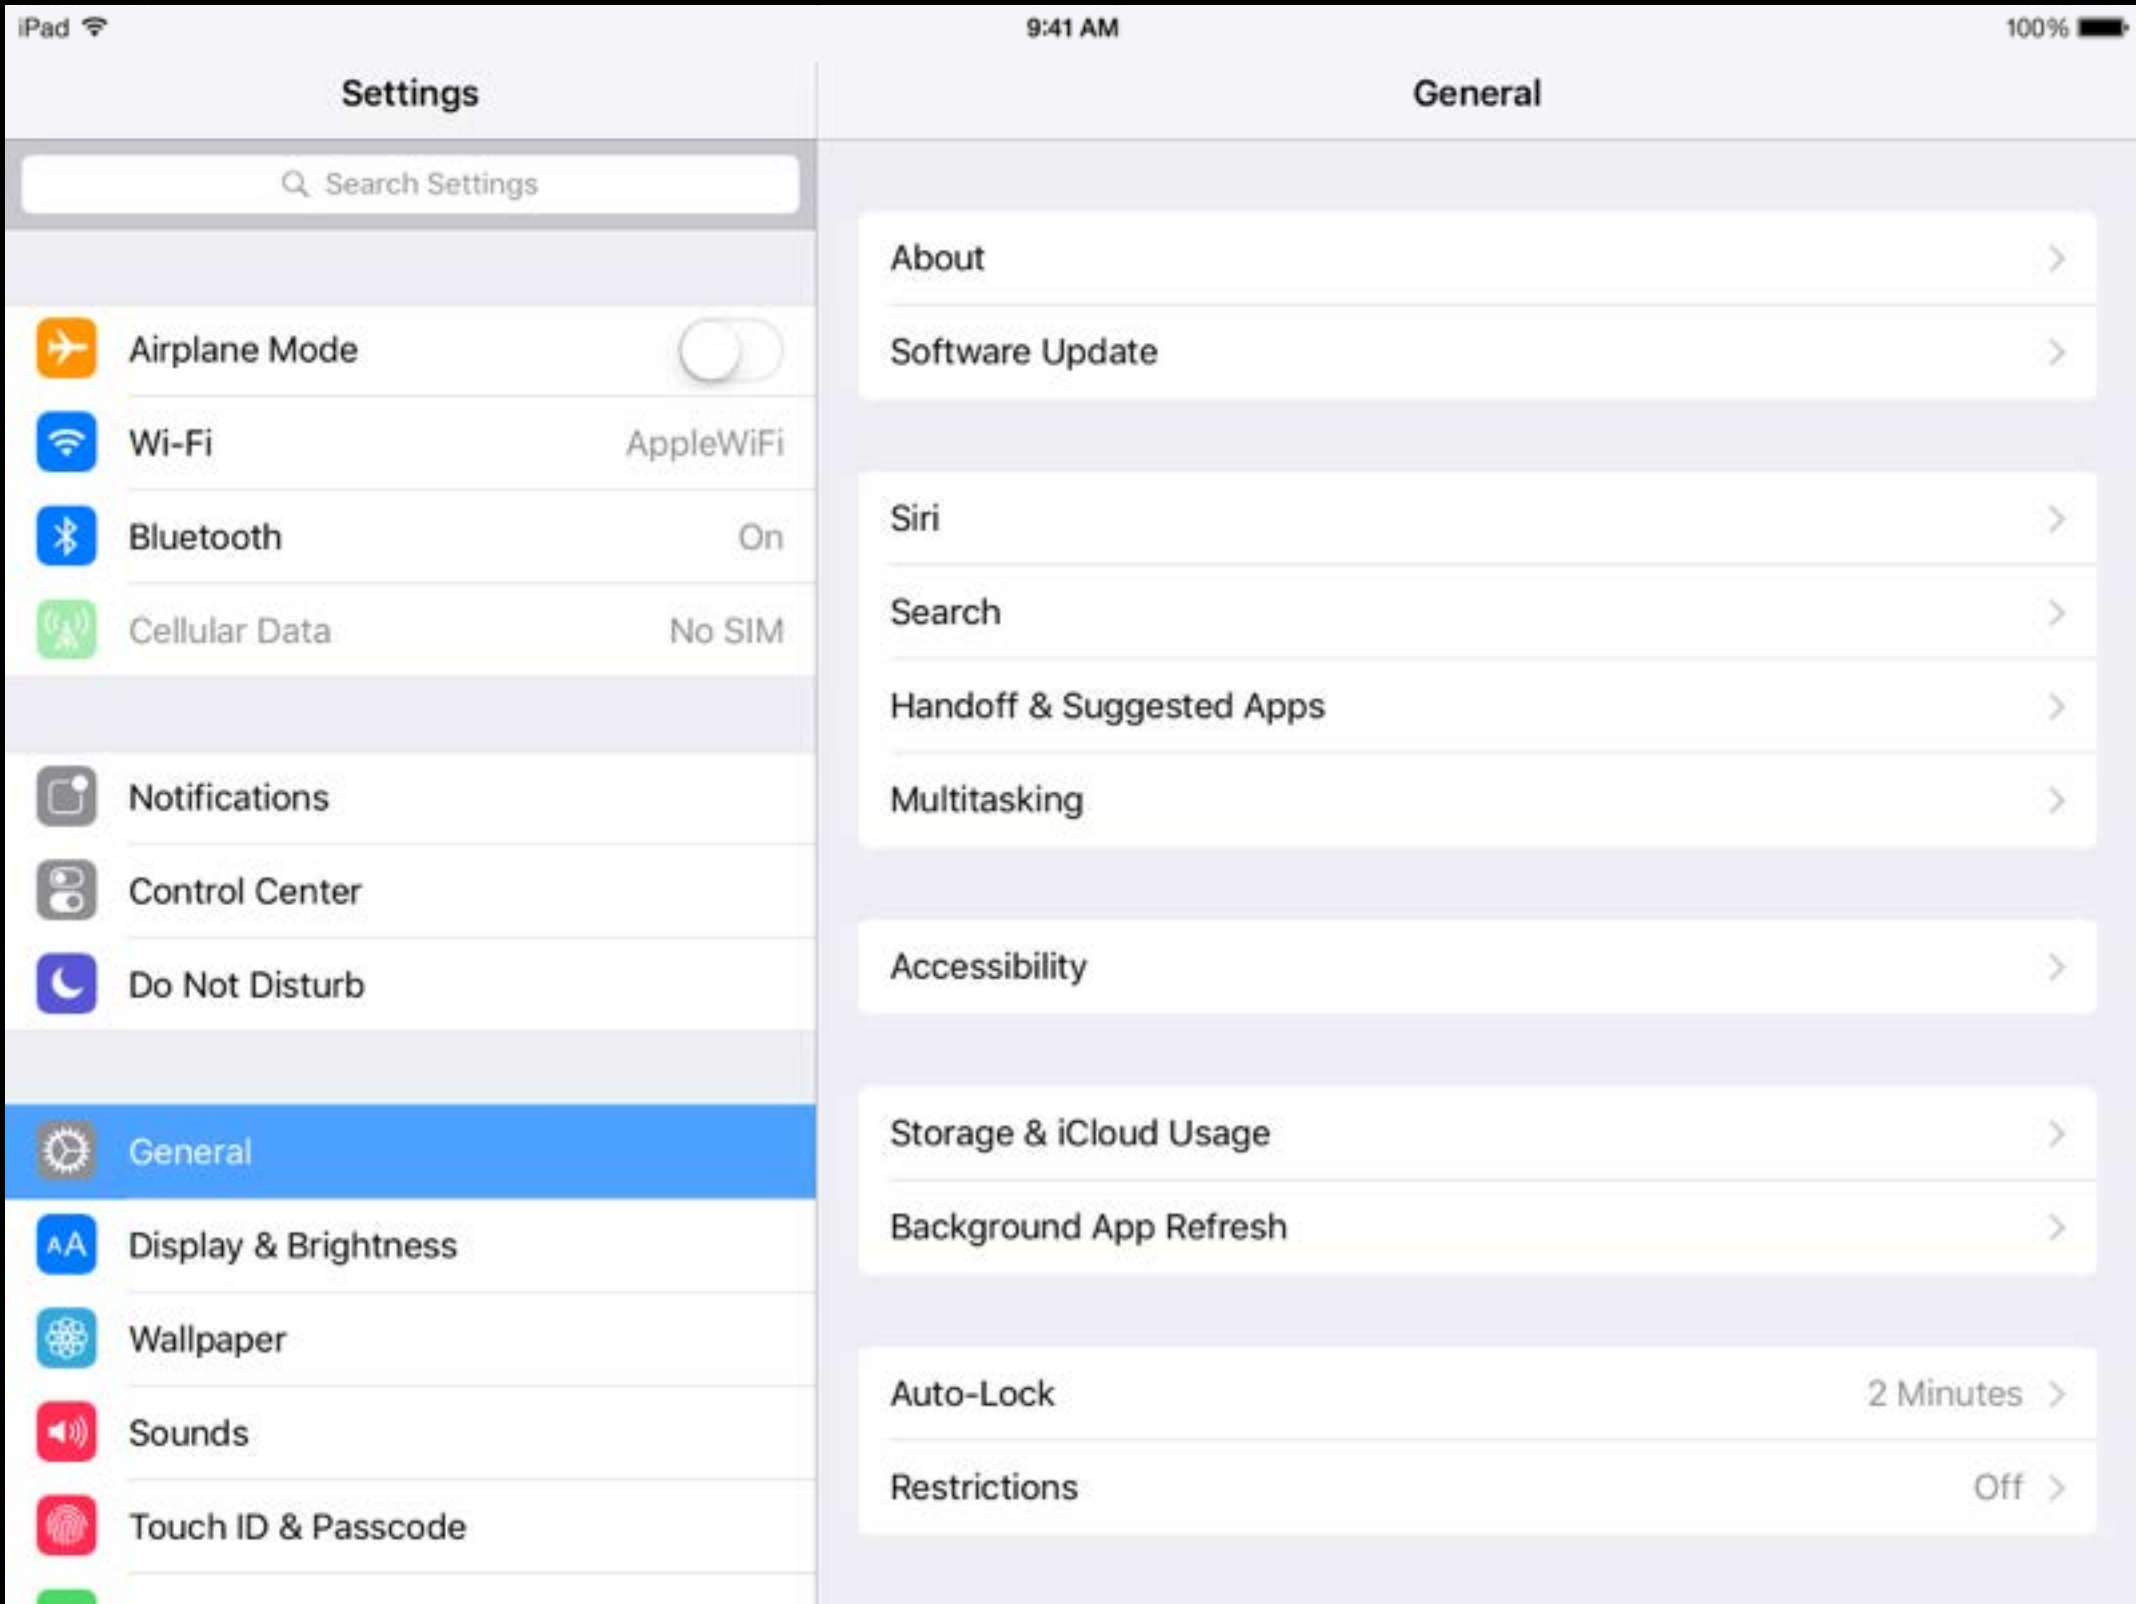 iPad
9:41 AM
100%
Settings
General
Search Settings
Airplane Mode
Wi-Fi
AppleWiFi
Bluetooth
On
Cellular Data
No SIM
Notifications
Control Center
Do Not Disturb
General
AA
Display & Brightness
Wallpaper
Sounds
Touch ID & Passcode
About
Software Update
Siri
Search
Handoff & Suggested Apps
Multitasking
Accessibility
Storage & iCloud Usage
Background App Refresh
Auto-Lock
2 Minutes
Restrictions
Off